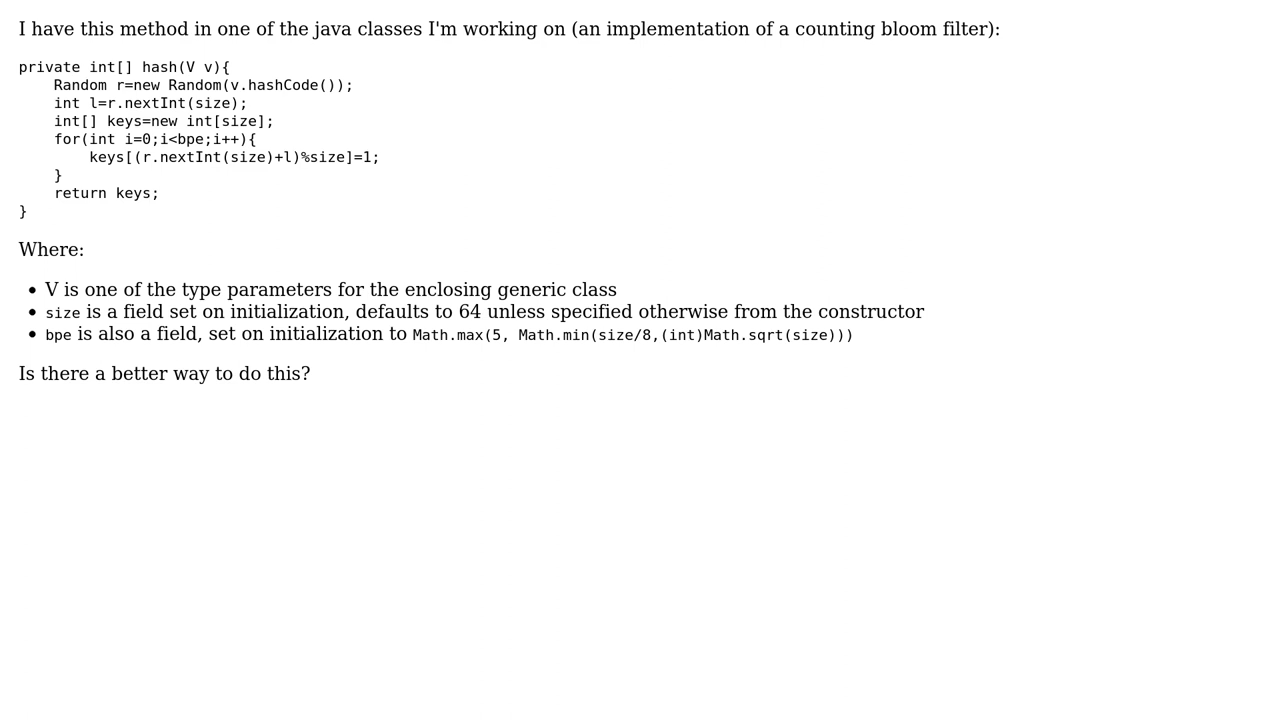 I have this method in one of the java classes I'm working on (an implementation of a counting bloom filter):
private int[] hash(V v){
    Random r=new Random(v.hashCode());
    int l=r.nextInt(size);
    int[] keys=new int[size];
    for(int i=0;i<bpe;i++){
        keys[(r.nextInt(size)+l)%size]=1;
    }
    return keys;
}
Where:
• V is one of the type parameters for the enclosing generic class
• size is a field set on initialization, defaults to 64 unless specified otherwise from the constructor
• bpe is also a field, set on initialization to Math.max(5, Math.min(size/8,(int)Math.sqrt(size)))
Is there a better way to do this?